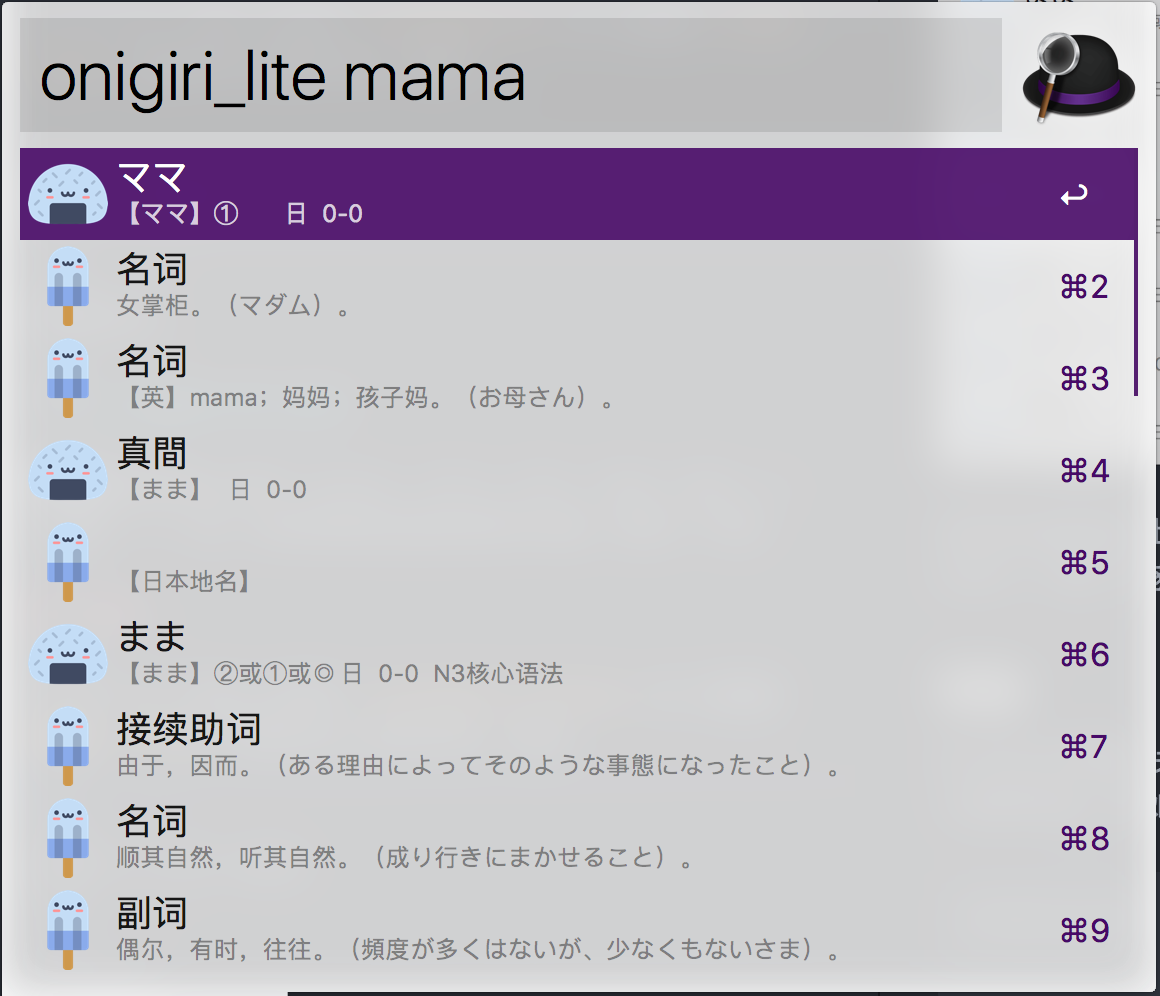 onigiri_lite mama
ママ
【ママ】① 日 0-0
名词
女掌柜。（マダム）。
⌘2
名词
【英】mama；妈妈；孩子妈。（お母さん）。
⌘3
真間
【まま】 日 0-0
⌘4
【日本地名】
⌘5
まま
【まま】②或①或◎ 日 0-0 N3核心语法
⌘6
接续助词
由于，因而。（ある理由によってそのような事態になったこと）。
⌘7
名词
顺其自然，听其自然。（成り行きにまかせること）。
⌘8
副词
偶尔，有时，往往。（頻度が多くはないが、少なくもないさま）。
⌘9